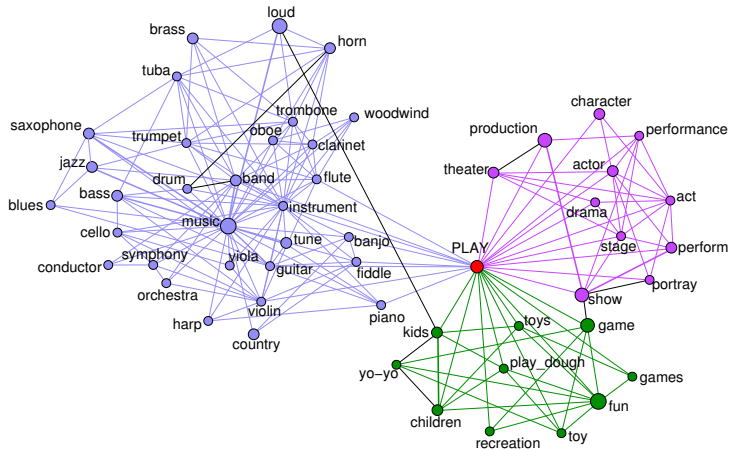 loud
brass
horn
tuba
character
trombone
woodwind
production
performance
saxophone
trumpet
oboe
clarinet
jazz
theater
actor
drum
band
flute
bass
act
blues
music
instrument
drama
cello
tune
banjo
PLAY
stage
perform
conductor
symphony
viola
guitar
fiddle
orchestra
show
portray
harp
violin
piano
country
kids
toys
game
yo-yo
play_dough
games
children
fun
recreation
toy